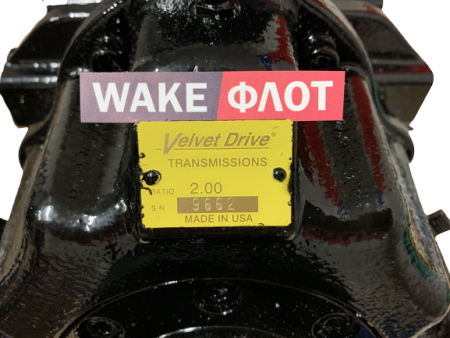 WAKE ФЛОТ
Velvet Drive®
TRANSMISSIONS
RATIO 2.00
S/N 9662
MADE IN USA